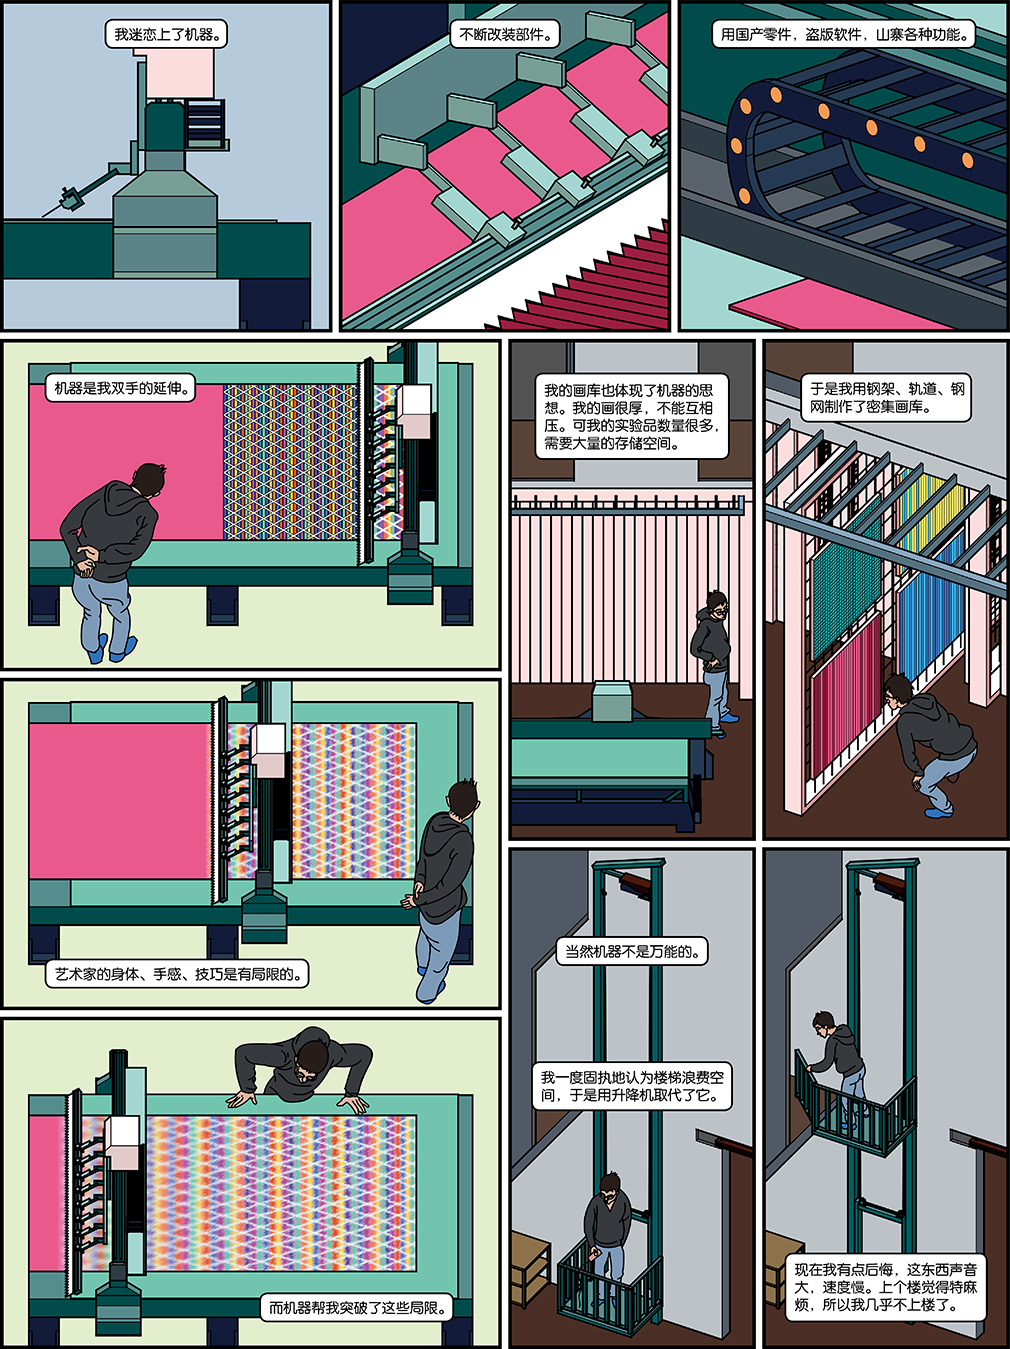 我迷恋上了机器。
不断改装部件。
用国产零件，盗版软件，山寨各种功能。
机器是我双手的延伸。
艺术家的身体、手感、技巧是有局限的。
而机器帮我突破了这些局限。
我的画库也体现了机器的思
想。我的画很厚，不能互相
压。可我的实验品数量很多，
需要大量的存储空间。
于是我用钢架、轨道、钢
网制作了密集画库。
当然机器不是万能的。
我一度固执地认为楼梯浪费空
间，于是用升降机取代了它。
现在我有点后悔，这东西声音
大，速度慢。上个楼觉得特麻
烦，所以我几乎不上楼了。